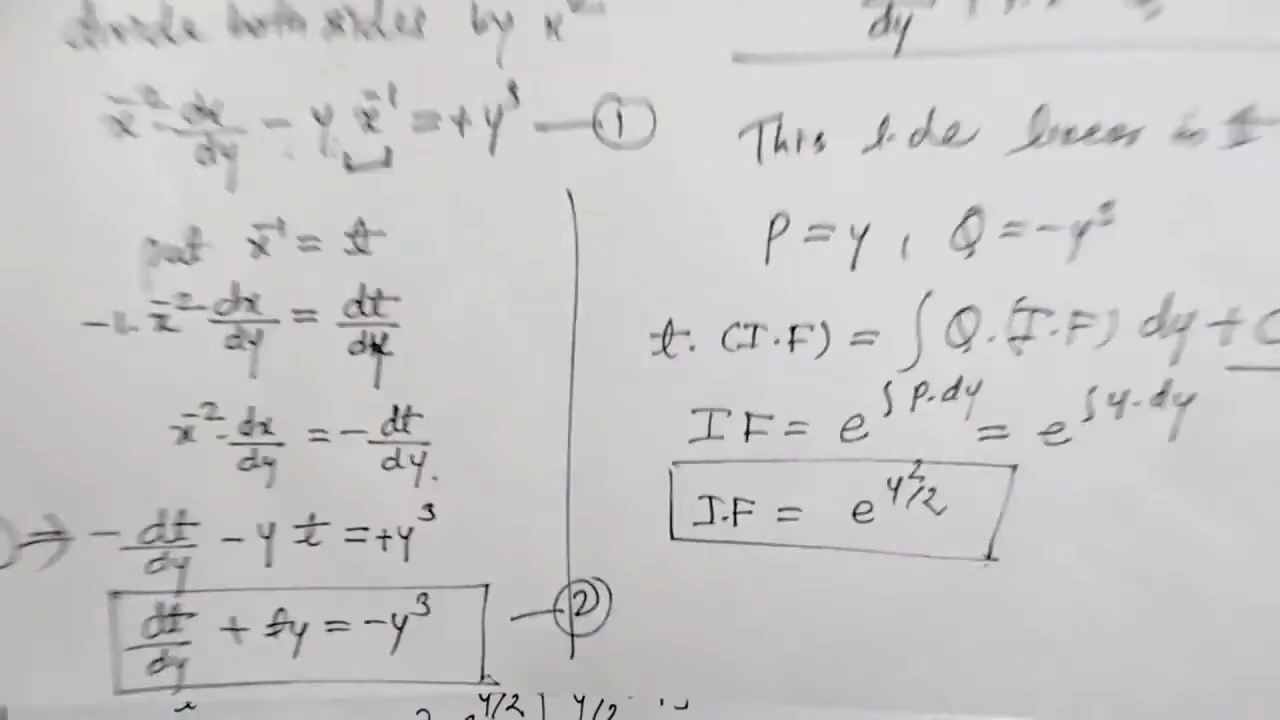 divide both sides by x²
x⁻² dx/dy - y x⁻¹ = +y³ — ①
put x⁻¹ = t
-1. x⁻² dx/dy = dt/dy
x⁻² . dx/dy = - dt/dy.
⇒ - dt/dy - y t = +y³
dt/dy + ty = -y³ — ②
dy
This l.de linear in t
P = y , Q = -y³
t. (I.F) = ∫ Q. (I.F) dy + C
I F = e^∫ P.dy = e^∫ y.dy
I.F = e^y²/2